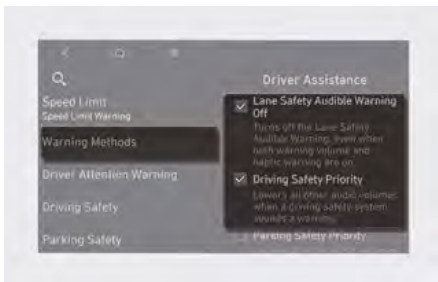 Driver Assistance
Speed Limit
Speed Limit Warning
Warning Methods
Driver Attention Warning
Driving Safety
Parking Safety
Lane Safety Audible Warning
Off
Turns off the Lane Safety
Audible Warning, even when
both warning volume and
haptic warning are on.
Driving Safety Priority
Lowers all other audio volumes
when a driving safety system
sounds a warning.
Parking Safety Priority